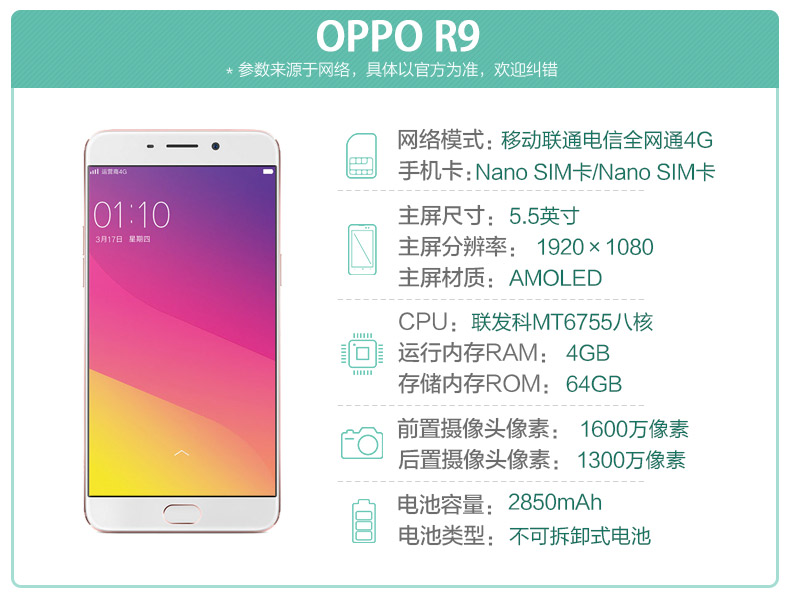 OPPO R9
* 参数来源于网络，具体以官方为准，欢迎纠错
运营商4G
01:10
3月17日 星期四
网络模式：移动联通电信全网通4G
手机卡：Nano SIM卡/Nano SIM卡
主屏尺寸：5.5英寸
主屏分辨率：1920×1080
主屏材质：AMOLED
CPU：联发科MT6755八核
运行内存RAM：4GB
存储内存ROM：64GB
前置摄像头像素：1600万像素
后置摄像头像素：1300万像素
电池容量：2850mAh
电池类型：不可拆卸式电池